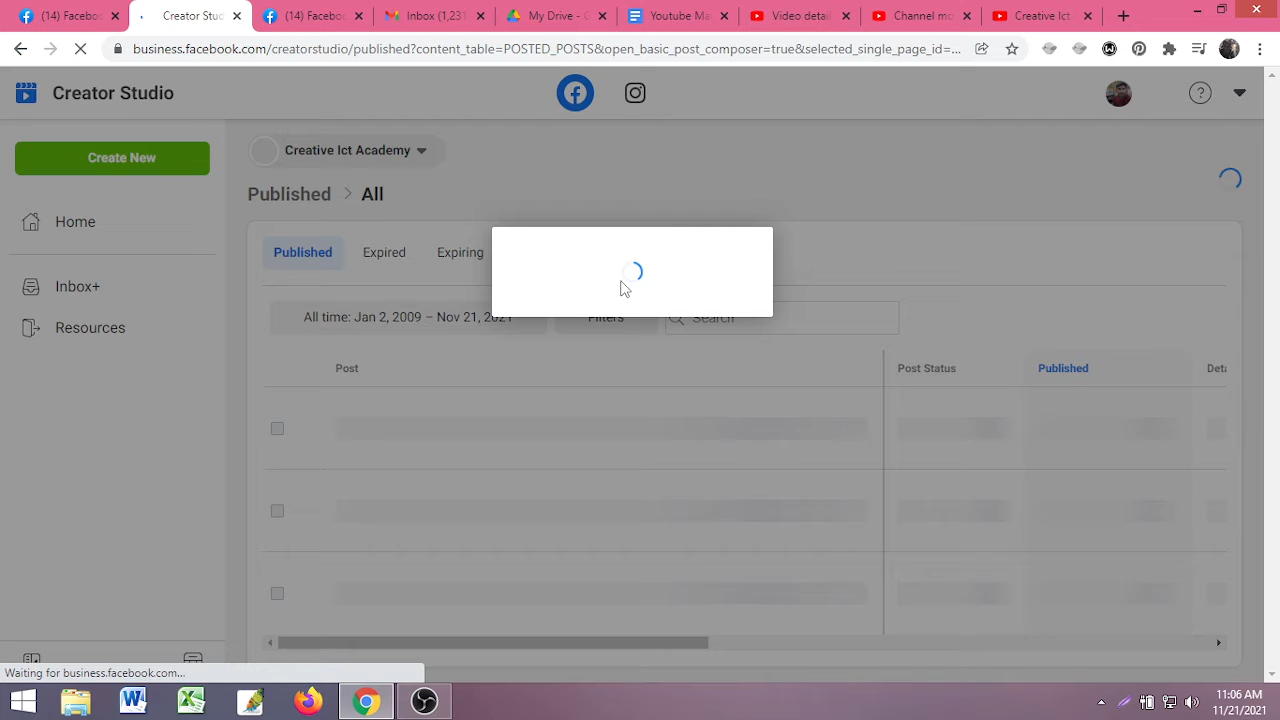 (14) Faceboo
Creator Studi
(14) Faceboo
Inbox (1,231
My Drive - G
Youtube Ma
Video detail
Channel mo
Creative Ict
business.facebook.com/creatorstudio/published?content_table=POSTED_POSTS&open_basic_post_composer=true&selected_single_page_id=...
Creator Studio
Create New
Creative Ict Academy
Published > All
Home
Published
Expired
Expiring
Inbox+
All time: Jan 2, 2009 – Nov 21, 2021
Filters
Search
Resources
Post
Post Status
Published
Deta
Waiting for business.facebook.com...
11:06 AM
11/21/2021